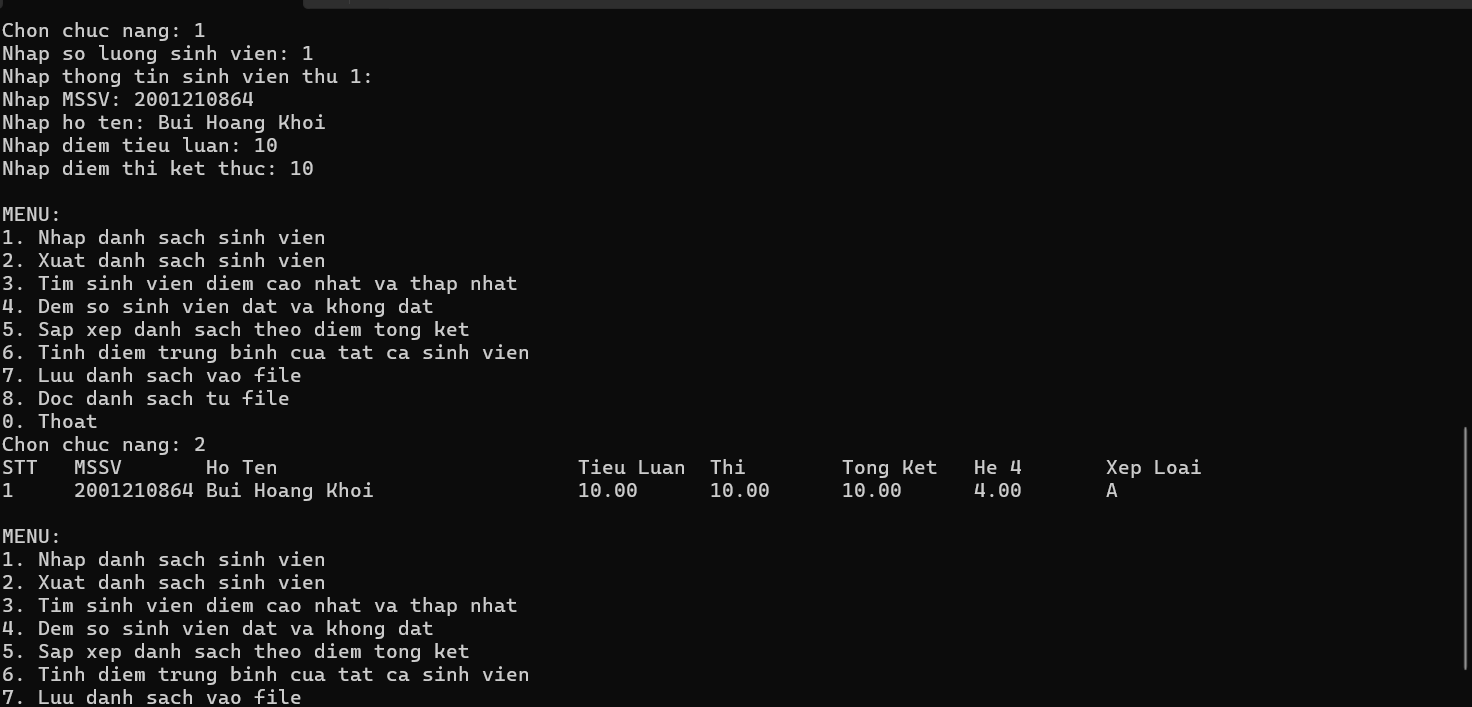 Chon chuc nang: 1
Nhap so luong sinh vien: 1
Nhap thong tin sinh vien thu 1:
Nhap MSSV: 2001210864
Nhap ho ten: Bui Hoang Khoi
Nhap diem tieu luan: 10
Nhap diem thi ket thuc: 10
MENU:
1. Nhap danh sach sinh vien
2. Xuat danh sach sinh vien
3. Tim sinh vien diem cao nhat va thap nhat
4. Dem so sinh vien dat va khong dat
5. Sap xep danh sach theo diem tong ket
6. Tinh diem trung binh cua tat ca sinh vien
7. Luu danh sach vao file
8. Doc danh sach tu file
0. Thoat
Chon chuc nang: 2
STT MSSV Ho Ten Tieu Luan Thi Tong Ket He 4 Xep Loai
1 2001210864 Bui Hoang Khoi 10.00 10.00 10.00 4.00 A
MENU:
1. Nhap danh sach sinh vien
2. Xuat danh sach sinh vien
3. Tim sinh vien diem cao nhat va thap nhat
4. Dem so sinh vien dat va khong dat
5. Sap xep danh sach theo diem tong ket
6. Tinh diem trung binh cua tat ca sinh vien
7. Luu danh sach vao file